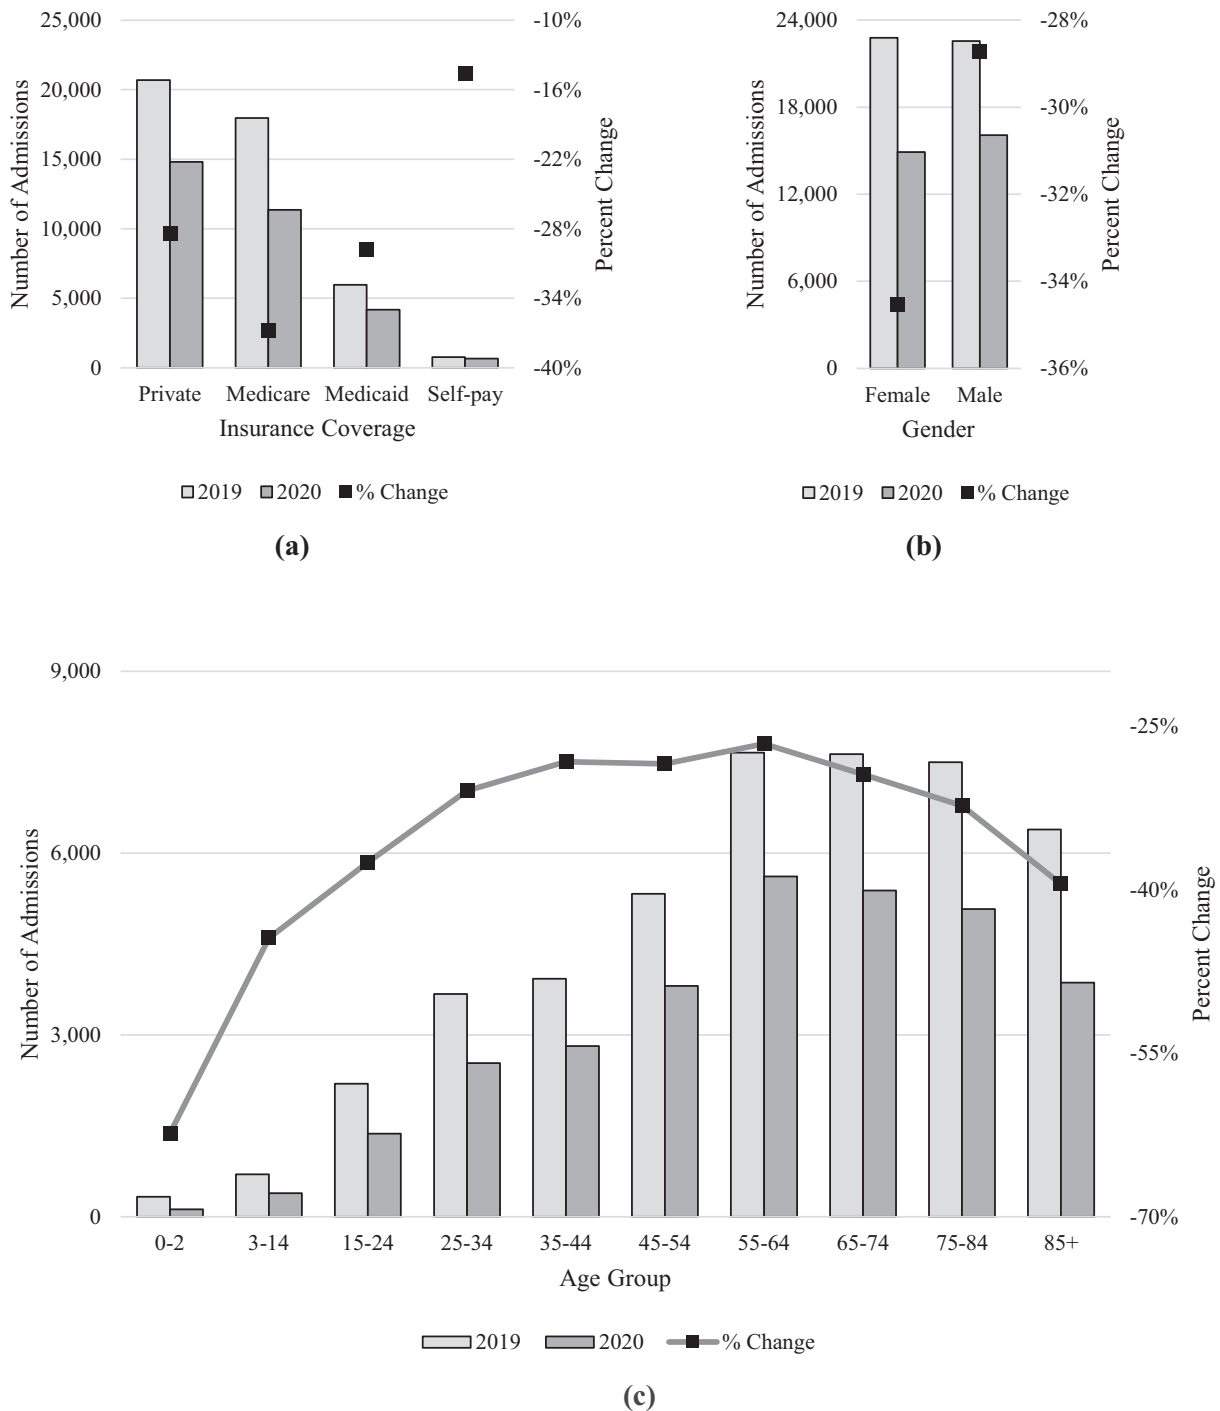 25,000
20,000
15,000
10,000
5,000
0
Number of Admissions
-10%
-16%
-22%
-28%
-34%
-40%
Percent Change
Private Medicare Medicaid Self-pay
Insurance Coverage
2019 2020 % Change
(a)
24,000
18,000
12,000
6,000
0
Number of Admissions
-28%
-30%
-32%
-34%
-36%
Percent Change
Female Male
Gender
2019 2020 % Change
(b)
9,000
6,000
3,000
0
Number of Admissions
-25%
-40%
-55%
-70%
Percent Change
0-2 3-14 15-24 25-34 35-44 45-54 55-64 65-74 75-84 85+
Age Group
2019 2020 % Change
(c)